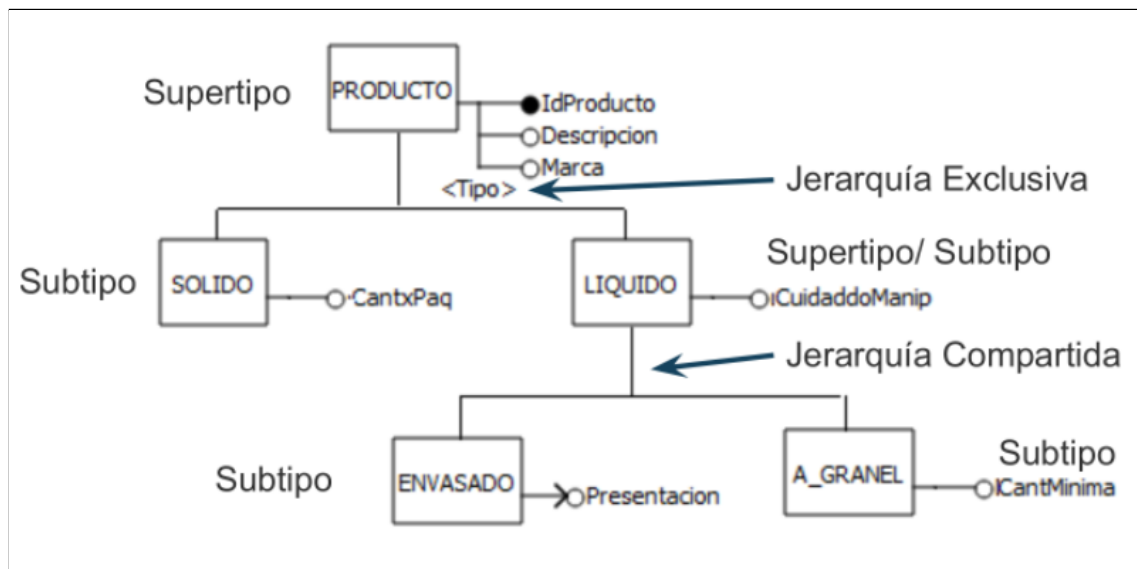 Supertipo
PRODUCTO
IdProducto
Descripcion
Marca
<Tipo>
Jerarquía Exclusiva
Subtipo
SOLIDO
CantxPaq
LIQUIDO
Supertipo/ Subtipo
CuidaddoManip
Jerarquía Compartida
Subtipo
ENVASADO
Presentacion
A_GRANEL
Subtipo
CantMinima